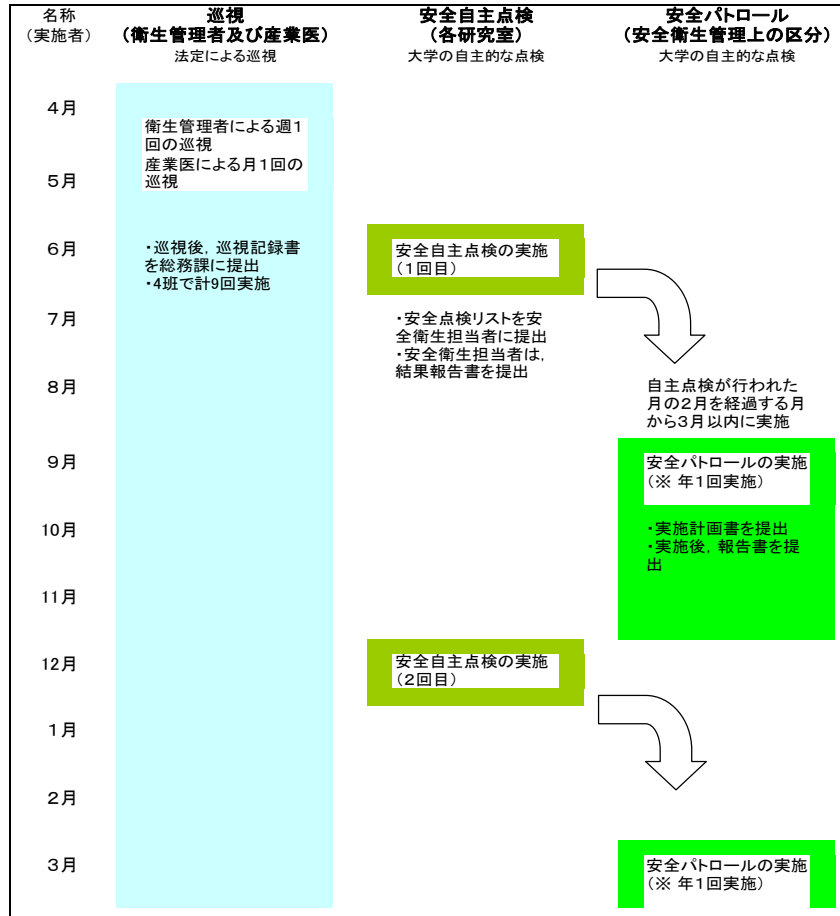 名称
(実施者)
巡視
(衛生管理者及び産業医)
法定による巡視
安全自主点検
(各研究室)
大学の自主的な点検
安全パトロール
(安全衛生管理上の区分)
大学の自主的な点検
4月
衛生管理者による週1
回の巡視
産業医による月1回の
巡視
5月
6月
・巡視後,巡視記録書
を総務課に提出
・4班で計9回実施
安全自主点検の実施
(1回目)
7月
・安全点検リストを安
全衛生担当者に提出
・安全衛生担当者は,
結果報告書を提出
8月
自主点検が行われた
月の2月を経過する月
から3月以内に実施
9月
安全パトロールの実施
(※ 年1回実施)
10月
・実施計画書を提出
・実施後,報告書を提
出
11月
12月
安全自主点検の実施
(2回目)
1月
2月
3月
安全パトロールの実施
(※ 年1回実施)